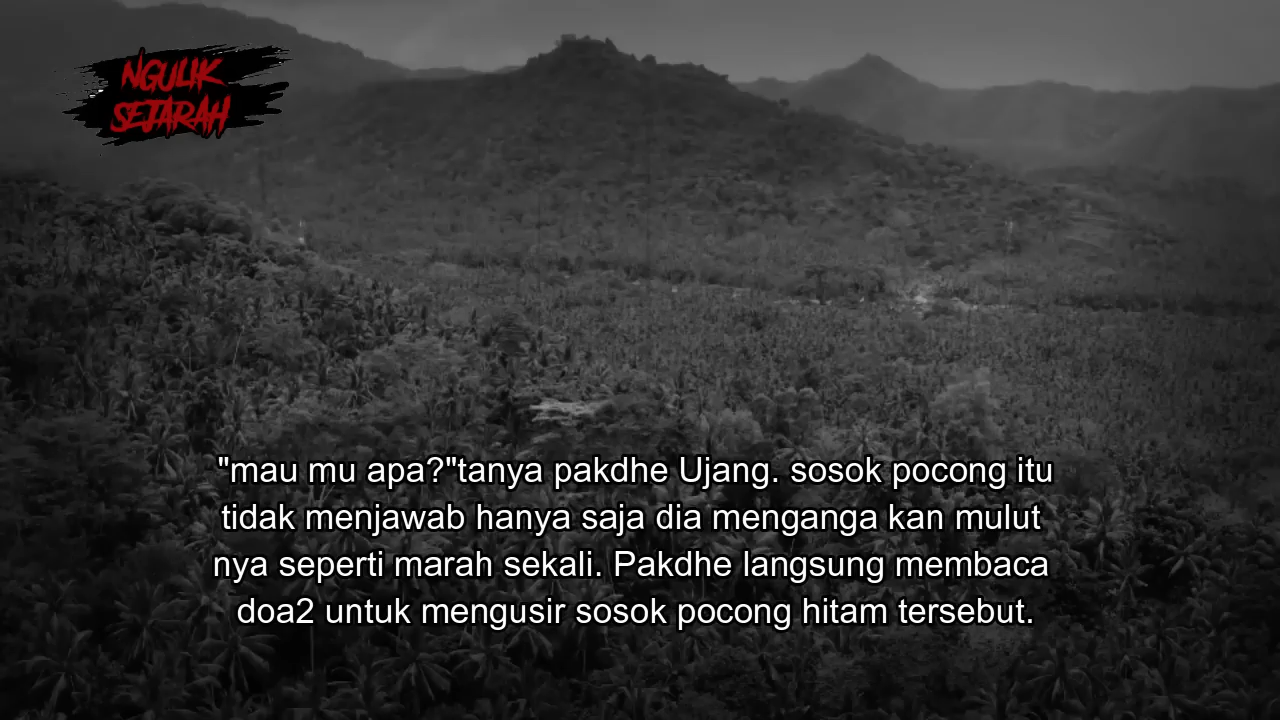 NGULIK
SEJARAH
"mau mu apa?"tanya pakdhe Ujang. sosok pocong itu
tidak menjawab hanya saja dia menganga kan mulut
nya seperti marah sekali. Pakdhe langsung membaca
doa2 untuk mengusir sosok pocong hitam tersebut.